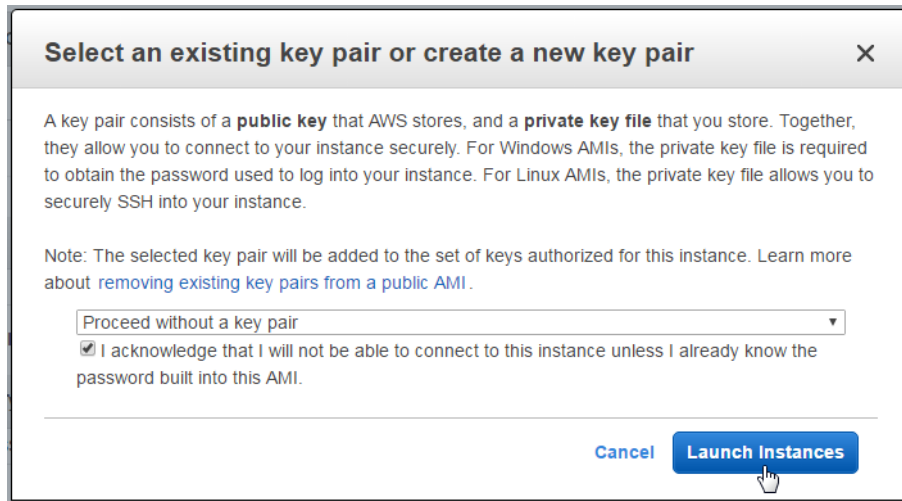 Select an existing key pair or create a new key pair
A key pair consists of a public key that AWS stores, and a private key file that you store. Together,
they allow you to connect to your instance securely. For Windows AMIs, the private key file is required
to obtain the password used to log into your instance. For Linux AMIs, the private key file allows you to
securely SSH into your instance.
Note: The selected key pair will be added to the set of keys authorized for this instance. Learn more
about removing existing key pairs from a public AMI.
Proceed without a key pair
I acknowledge that I will not be able to connect to this instance unless I already know the
password built into this AMI.
Cancel Launch Instances